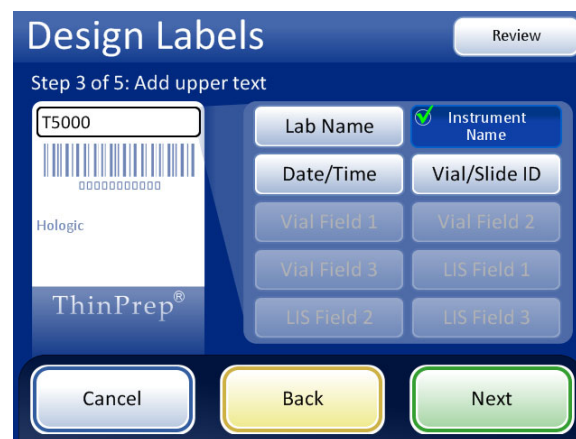 Design Labels
Review
Step 3 of 5: Add upper text
T5000
00000000000
Hologic
ThinPrep®
Lab Name
Instrument
Name
Date/Time
Vial/Slide ID
Vial Field 1
Vial Field 2
Vial Field 3
LIS Field 1
LIS Field 2
LIS Field 3
Cancel
Back
Next